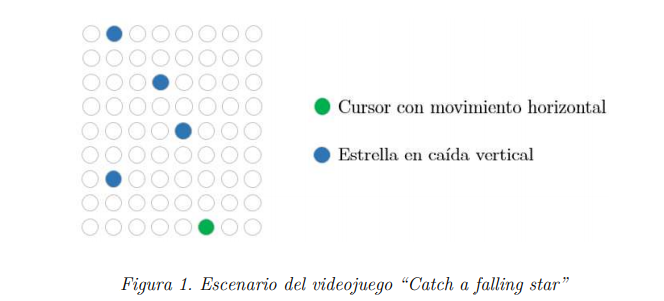 Cursor con movimiento horizontal
Estrella en caída vertical
Figura 1. Escenario del videojuego “Catch a falling star”